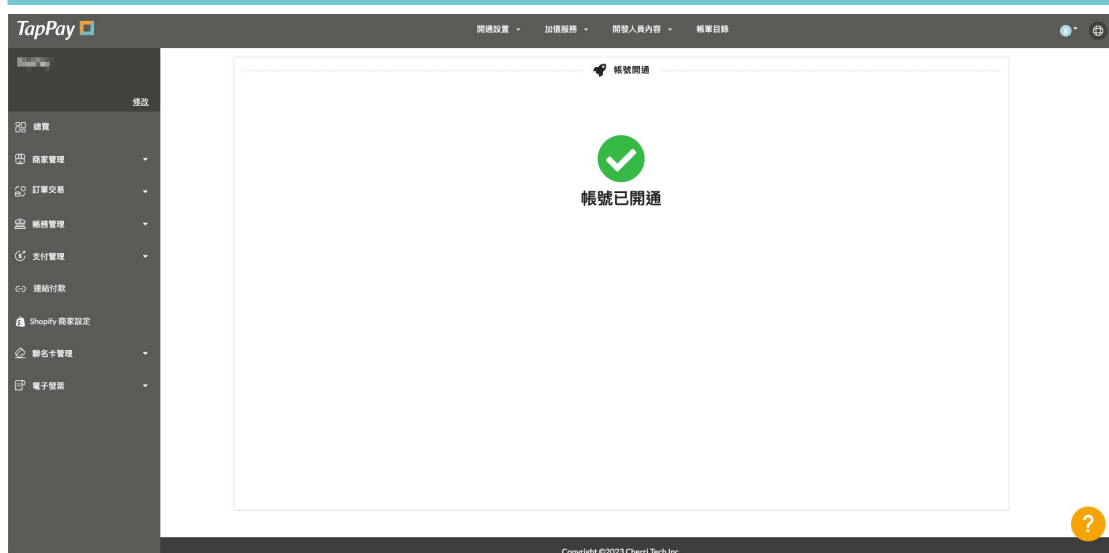 TapPay
開通設置
加值服務
開發人員內容
帳單目錄
修改
總覽
商家管理
訂單交易
帳務管理
支付管理
連結付款
Shopify 商家設定
聯名卡管理
電子發票
帳號開通
帳號已開通
?
Copyright ©2023 Cherri Tech Inc.